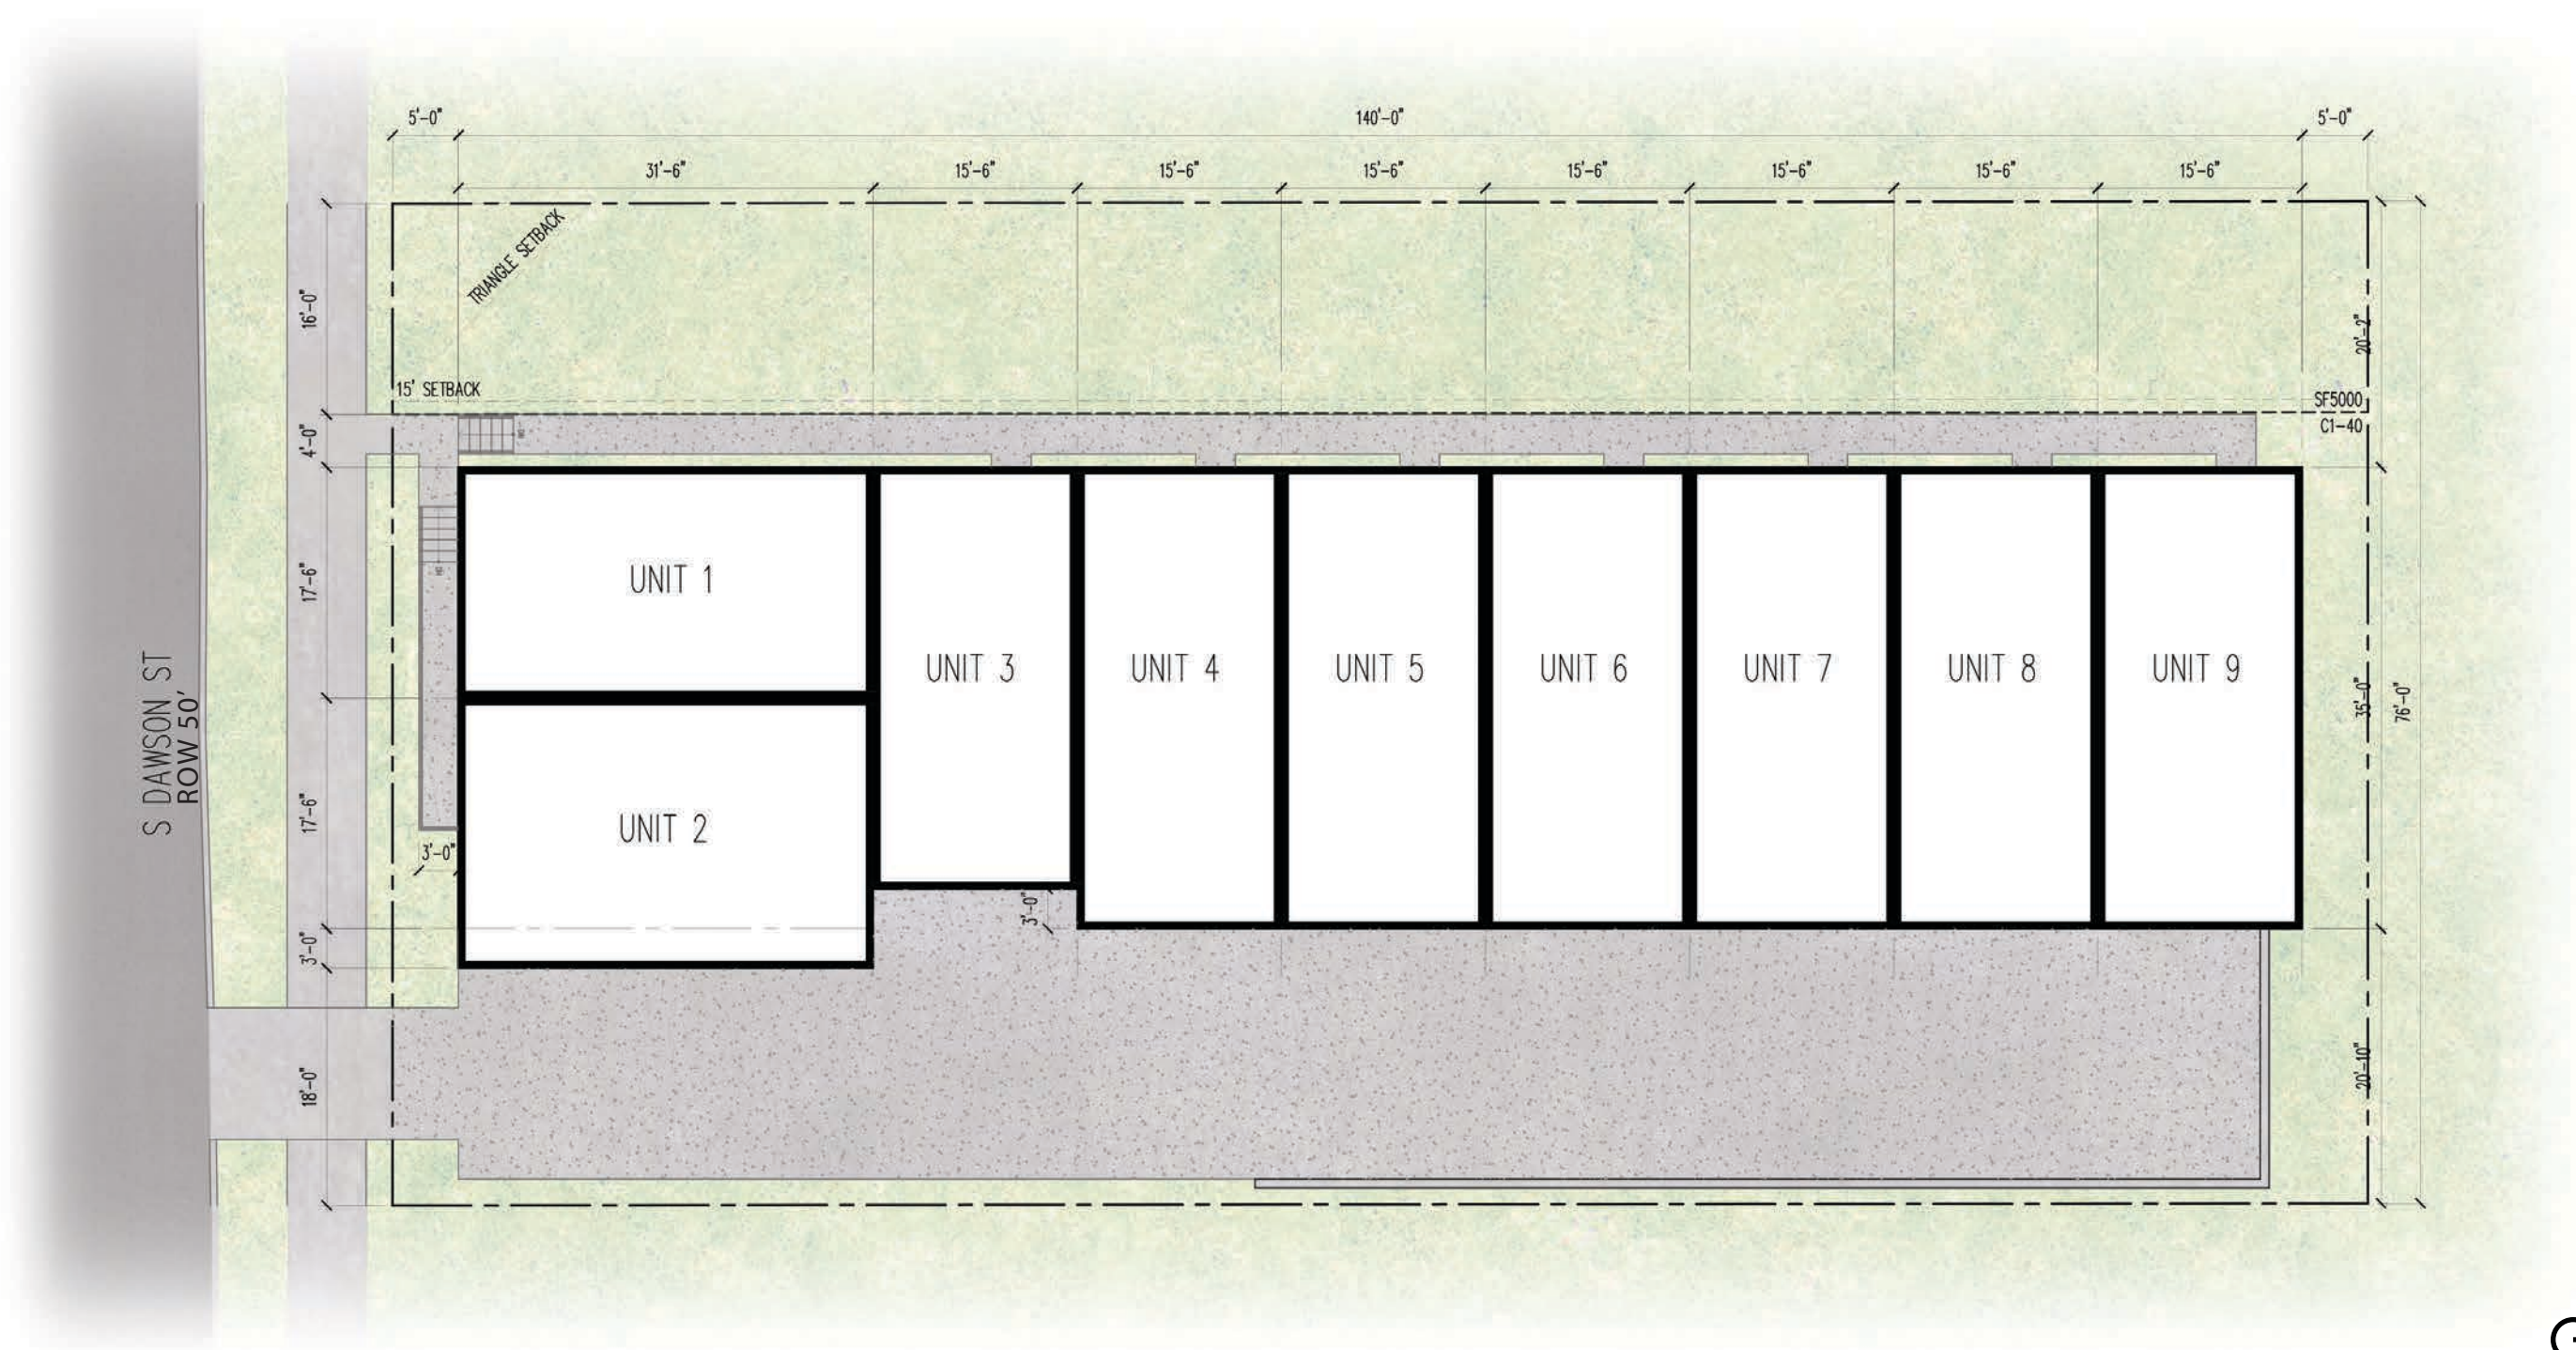 5'-0"
140'-0"
5'-0"
31'-6"
15'-6"
15'-6"
15'-6"
15'-6"
15'-6"
15'-6"
15'-6"
TRIANGLE SETBACK
16'-0"
20'-2"
15' SETBACK
SF5000
C1-40
4'-0"
17'-6"
UNIT 1
UNIT 3
UNIT 4
UNIT 5
UNIT 6
UNIT 7
UNIT 8
UNIT 9
35'-0"
76'-0"
S DAWSON ST
ROW 50'
17'-6"
UNIT 2
3'-0"
3'-0"
3'-0"
18'-0"
20'-10"